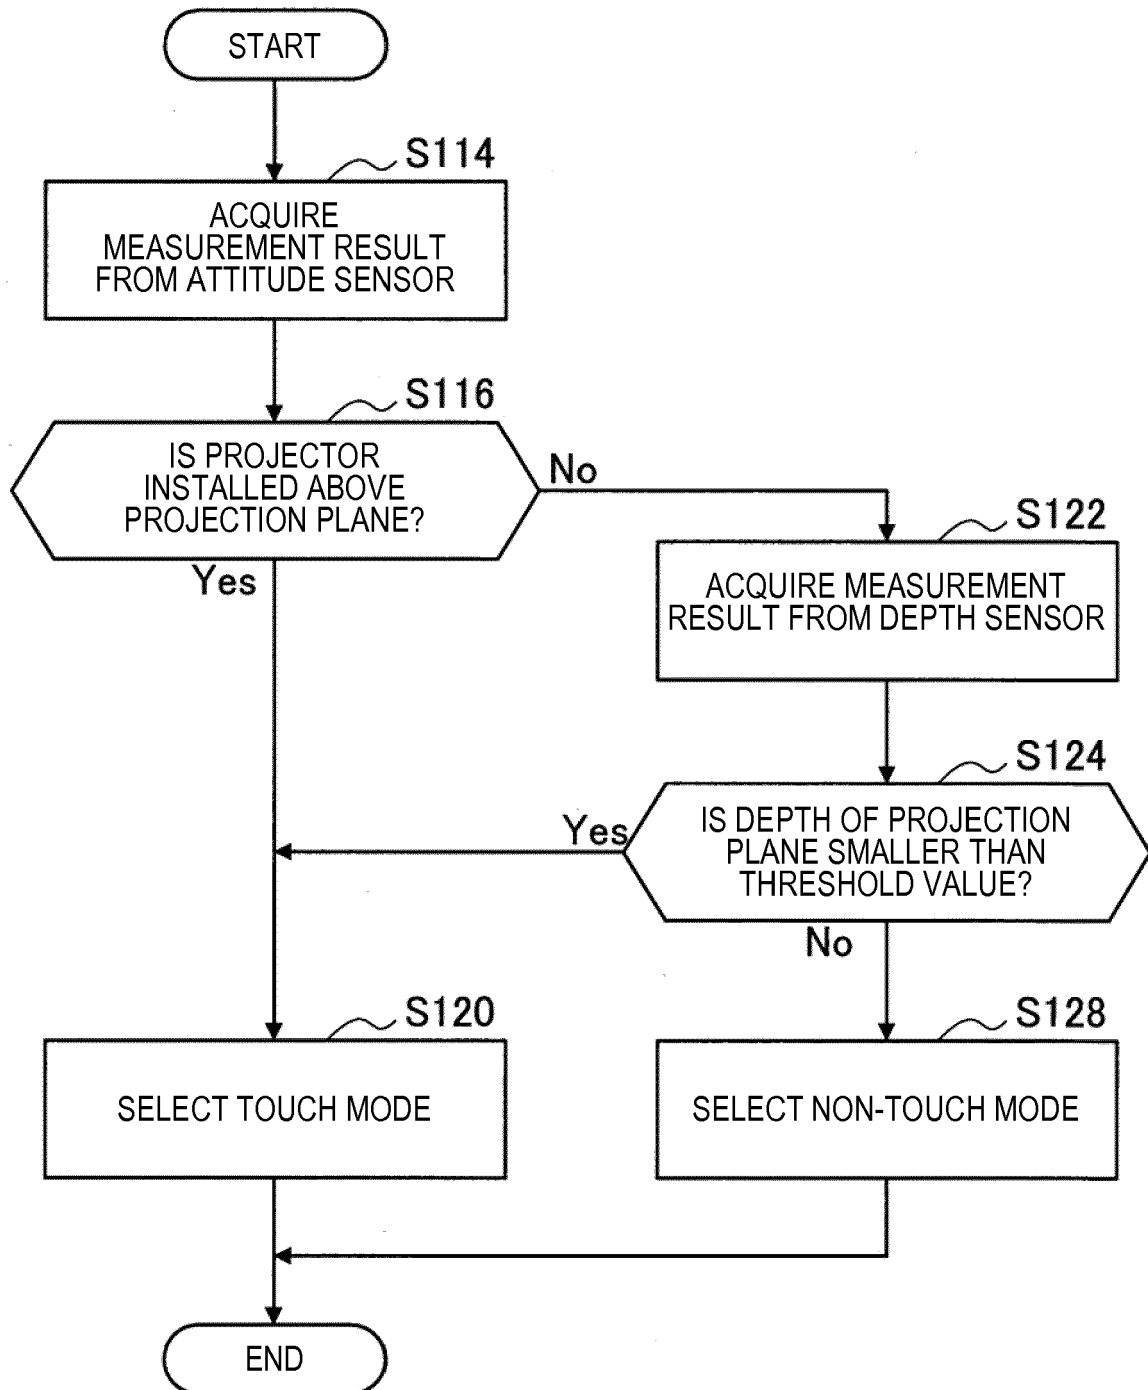 START
S114
ACQUIRE
MEASUREMENT RESULT
FROM ATTITUDE SENSOR
S116
IS PROJECTOR
INSTALLED ABOVE
PROJECTION PLANE?
No
Yes
S122
ACQUIRE MEASUREMENT
RESULT FROM DEPTH SENSOR
S124
IS DEPTH OF PROJECTION
PLANE SMALLER THAN
THRESHOLD VALUE?
Yes
No
S120
SELECT TOUCH MODE
S128
SELECT NON-TOUCH MODE
END